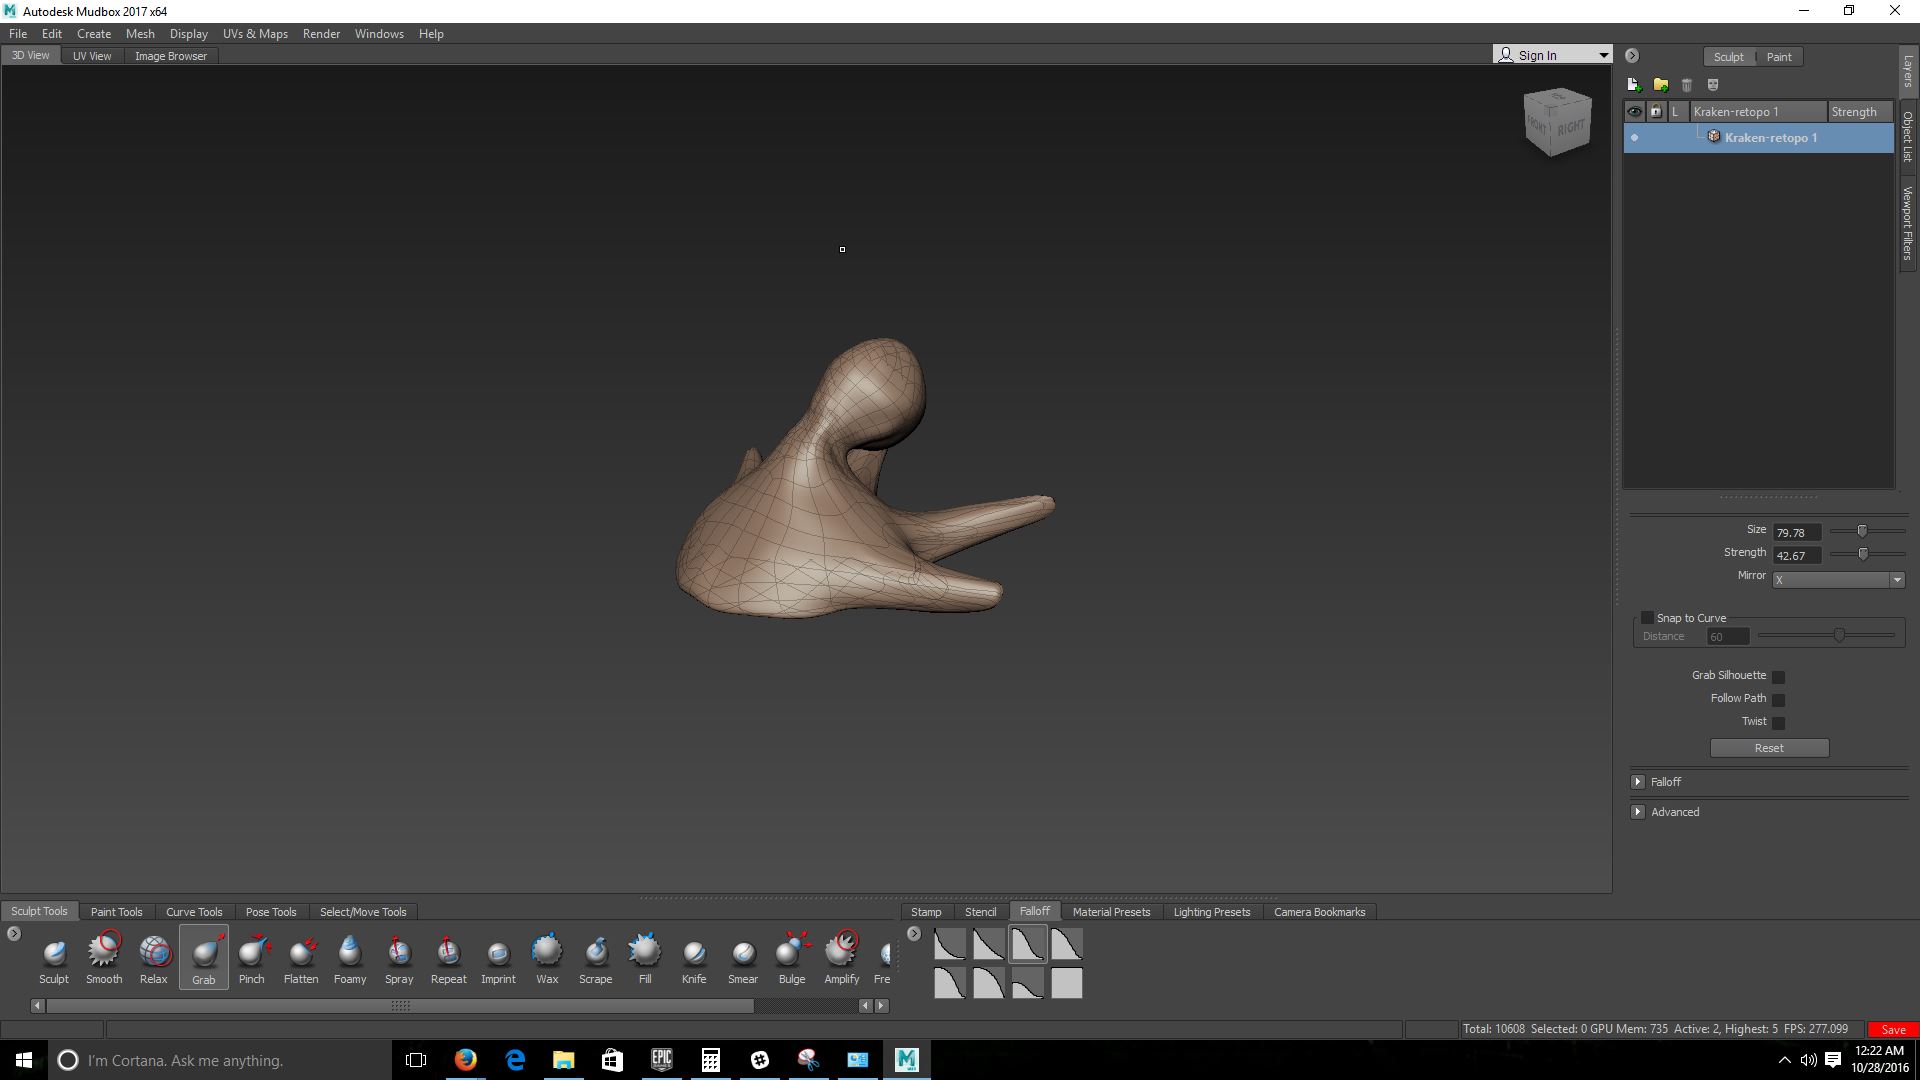 Autodesk Mudbox 2017 x64
File Edit Create Mesh Display UVs & Maps Render Windows Help
3D View UV View Image Browser
Sign In
Sculpt Paint
Layers
Object List
Viewport Filters
FRONT RIGHT
L Kraken-retopo 1 Strength
Kraken-retopo 1
Size 79.78
Strength 42.67
Mirror X
Snap to Curve
Distance 60
Grab Silhouette
Follow Path
Twist
Reset
Falloff
Advanced
Sculpt Tools Paint Tools Curve Tools Pose Tools Select/Move Tools
Sculpt Smooth Relax Grab Pinch Flatten Foamy Spray Repeat Imprint Wax Scrape Fill Knife Smear Bulge Amplify Fre
Stamp Stencil Falloff Material Presets Lighting Presets Camera Bookmarks
Total: 10608 Selected: 0 GPU Mem: 735 Active: 2, Highest: 5 FPS: 277.099
Save
I'm Cortana. Ask me anything.
EPIC GAMES
12:22 AM
10/28/2016